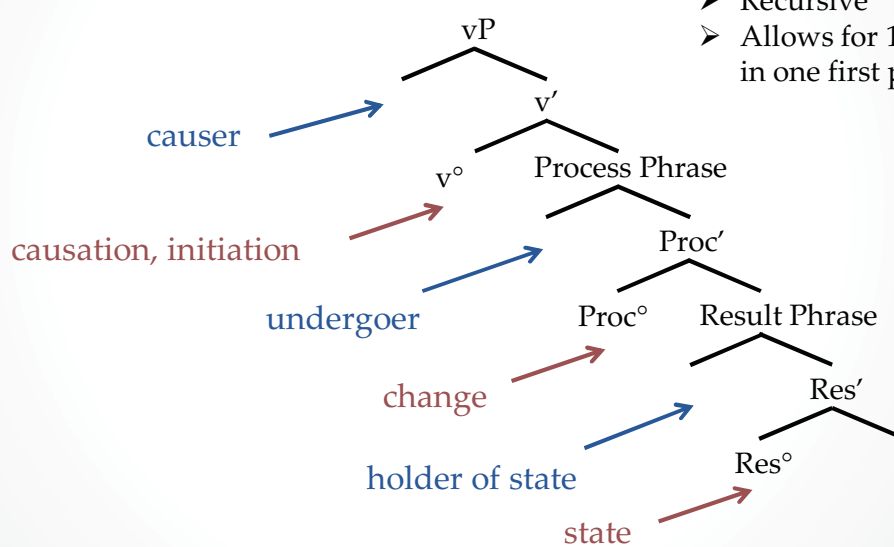 Recursive
vP
Allows for 1
in one first p
v’
causer
v°
Process Phrase
causation, initiation
Proc’
undergoer
Proc°
Result Phrase
change
Res’
holder of state
Res°
state